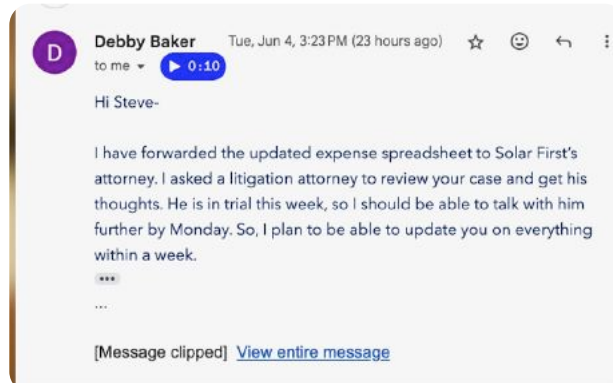 D
Debby Baker Tue, Jun 4, 3:23 PM (23 hours ago)
to me 0:10
Hi Steve-
I have forwarded the updated expense spreadsheet to Solar First's
attorney. I asked a litigation attorney to review your case and get his
thoughts. He is in trial this week, so I should be able to talk with him
further by Monday. So, I plan to be able to update you on everything
within a week.
...
[Message clipped] View entire message